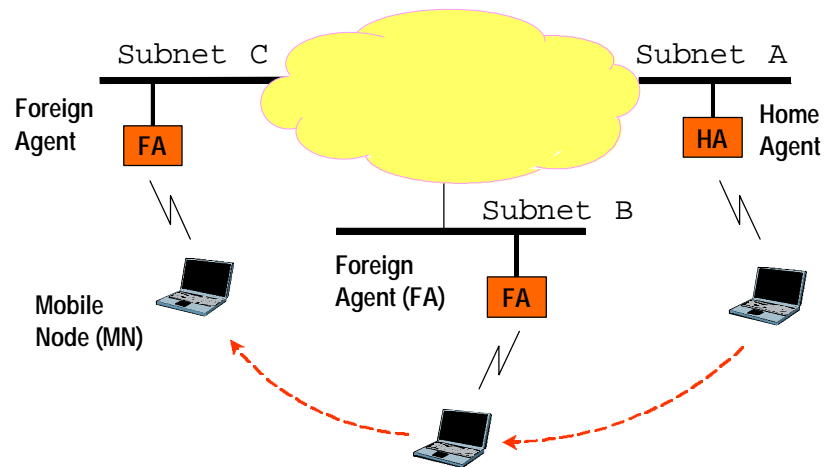 Subnet C
Subnet A
Foreign
Agent
FA
HA
Home
Agent
Subnet B
Foreign
Agent (FA)
FA
Mobile
Node (MN)